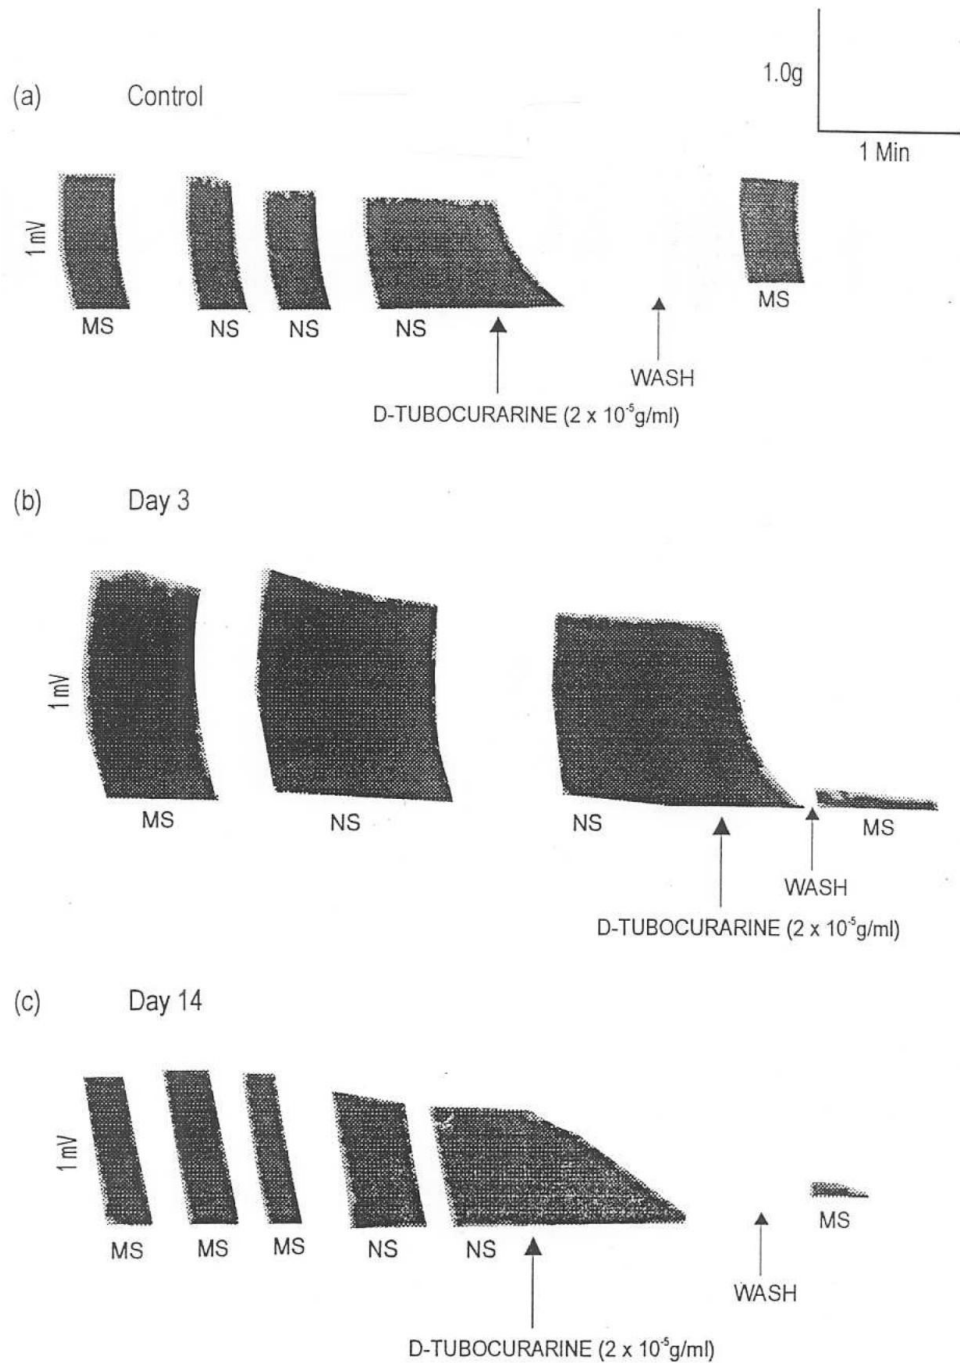 1.0g
1 Min
(a) Control
1 mV
MS NS NS NS MS
WASH
D-TUBOCURARINE (2 x 10⁻⁵g/ml)
(b) Day 3
1 mV
MS NS NS MS
WASH
D-TUBOCURARINE (2 x 10⁻⁵g/ml)
(c) Day 14
1 mV
MS MS MS NS NS MS
WASH
D-TUBOCURARINE (2 x 10⁻⁵g/ml)